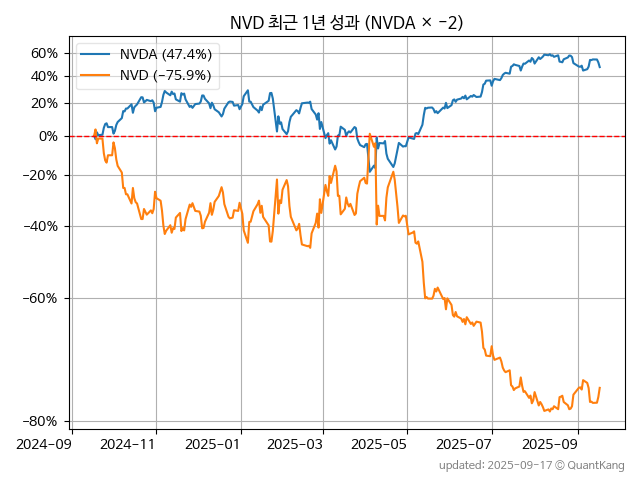 NVD 최근 1년 성과 (NVDA × −2)
NVDA (47.4%)
NVD (−75.9%)
60%
40%
20%
0%
−20%
−40%
−60%
−80%
2024-09 2024-11 2025-01 2025-03 2025-05 2025-07 2025-09
updated: 2025-09-17 © QuantKang